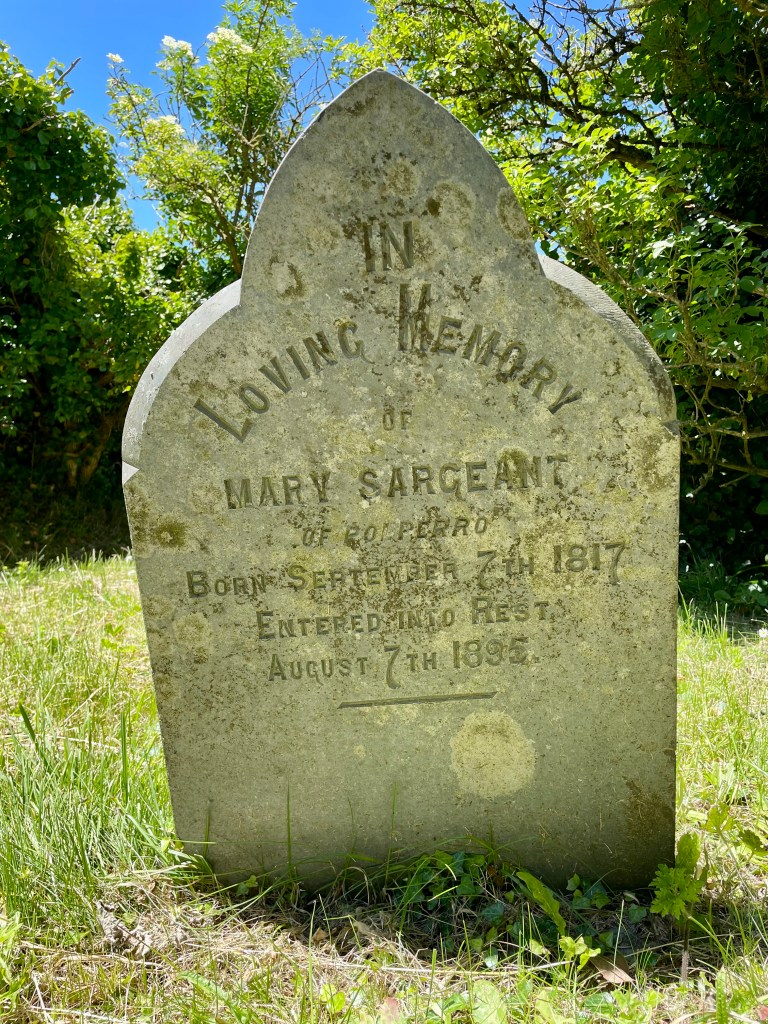 IN
LOVING MEMORY
OF
MARY SARGEANT
OF POLPERRO
BORN SEPTEMBER 7TH 1817
ENTERED INTO REST,
AUGUST 7TH 1895.